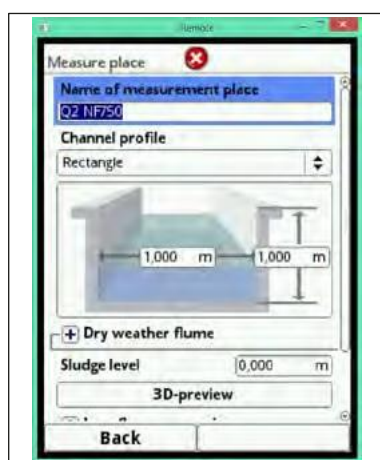 Remote
Measure place
Name of measurement place
Q2 NF750
Channel profile
Rectangle
1,000 m
1,000 m
Dry weather flume
Sludge level 0,000 m
3D-preview
Back